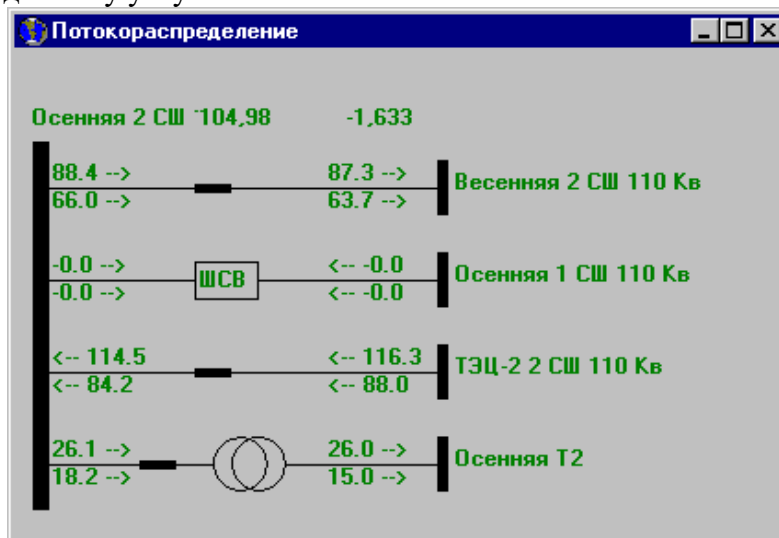 Потокораспределение
Осенняя 2 СШ 104,98 -1,633
88.4 --> 87.3 -->
66.0 --> 63.7 -->
Весенняя 2 СШ 110 Кв
-0.0 --> <-- -0.0
ШСВ
-0.0 --> <-- -0.0
Осенняя 1 СШ 110 Кв
<-- 114.5 <-- 116.3
<-- 84.2 <-- 88.0
ТЭЦ-2 2 СШ 110 Кв
26.1 --> 26.0 -->
18.2 --> 15.0 -->
Осенняя Т2